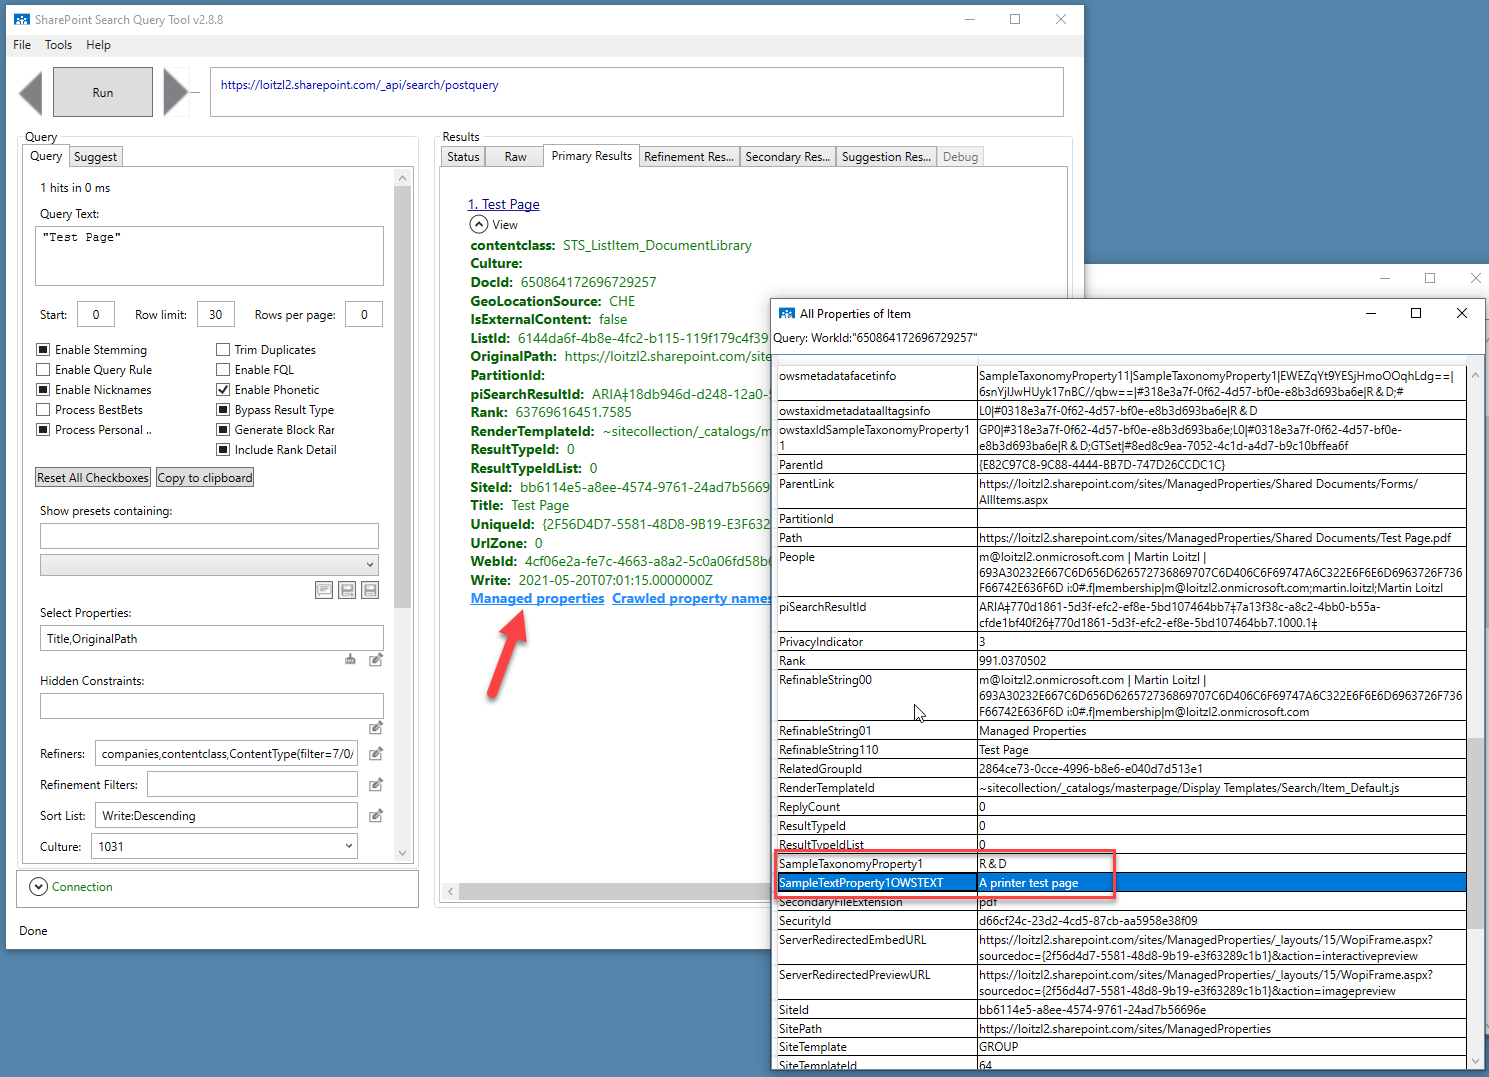 SharePoint Search Query Tool v2.8.8
File Tools Help
Run
https://loitzl2.sharepoint.com/_api/search/postquery
Query
Query Suggest
1 hits in 0 ms
Query Text:
"Test Page"
Start: 0 Row limit: 30 Rows per page: 0
Enable Stemming Trim Duplicates
Enable Query Rule Enable FQL
Enable Nicknames Enable Phonetic
Process BestBets Bypass Result Type
Process Personal .. Generate Block Rar
Include Rank Detail
Reset All Checkboxes Copy to clipboard
Show presets containing:
Select Properties:
Title,OriginalPath
Hidden Constraints:
Refiners: companies,contentclass,ContentType(filter=7/0/
Refinement Filters:
Sort List: Write:Descending
Culture: 1031
Connection
Done
Results
Status Raw Primary Results Refinement Res... Secondary Res... Suggestion Res... Debug
1. Test Page
View
contentclass: STS_ListItem_DocumentLibrary
Culture:
DocId: 650864172696729257
GeoLocationSource: CHE
IsExternalContent: false
ListId: 6144da6f-4b8e-4fc2-b115-119f179c4f39
OriginalPath: https://loitzl2.sharepoint.com/site
PartitionId:
piSearchResultId: ARIA‡18db946d-d248-12a0-
Rank: 63769616451.7585
RenderTemplateId: ~sitecollection/_catalogs/m
ResultTypeId: 0
ResultTypeIdList: 0
SiteId: bb6114e5-a8ee-4574-9761-24ad7b5669
Title: Test Page
UniqueId: {2F56D4D7-5581-48D8-9B19-E3F632
UrlZone: 0
WebId: 4cf06e2a-fe7c-4663-a8a2-5c0a06fd58b
Write: 2021-05-20T07:01:15.0000000Z
Managed properties Crawled property names
All Properties of Item
Query: WorkId:"650864172696729257"
owsmetadatafacetinfo SampleTaxonomyProperty11|SampleTaxonomyProperty1|EWEZqYt9YESjHmoOOqhLdg==|
6snYjlJwHUyk17nBC//qbw==|#318e3a7f-0f62-4d57-bf0e-e8b3d693ba6e|R & D;#
owstaxidmetadataalltagsinfo L0|#0318e3a7f-0f62-4d57-bf0e-e8b3d693ba6e|R & D
owstaxIdSampleTaxonomyProperty1 GP0|#318e3a7f-0f62-4d57-bf0e-e8b3d693ba6e;L0|#0318e3a7f-0f62-4d57-bf0e-
1 e8b3d693ba6e|R & D;GTSet|#8ed8c9ea-7052-4c1d-a4d7-b9c10bffea6f
ParentId {E82C97C8-9C88-4444-BB7D-747D26CCDC1C}
ParentLink https://loitzl2.sharepoint.com/sites/ManagedProperties/Shared Documents/Forms/
AllItems.aspx
PartitionId
Path https://loitzl2.sharepoint.com/sites/ManagedProperties/Shared Documents/Test Page.pdf
People m@loitzl2.onmicrosoft.com | Martin Loitzl |
693A30232E667C6D656D626572736869707C6D406C6F69747A6C322E6F6E6D6963726F736
F66742E636F6D i:0#.f|membership|m@loitzl2.onmicrosoft.com;martin.loitzl;Martin Loitzl
piSearchResultId ARIA‡770d1861-5d3f-efc2-ef8e-5bd107464bb7‡7a13f38c-a8c2-4bb0-b55a-
cfde1bf40f26‡770d1861-5d3f-efc2-ef8e-5bd107464bb7.1000.1‡
PrivacyIndicator 3
Rank 991.0370502
RefinableString00 m@loitzl2.onmicrosoft.com | Martin Loitzl |
693A30232E667C6D656D626572736869707C6D406C6F69747A6C322E6F6E6D6963726F736
F66742E636F6D i:0#.f|membership|m@loitzl2.onmicrosoft.com
RefinableString01 Managed Properties
RefinableString110 Test Page
RelatedGroupId 2864ce73-0cce-4996-b8e6-e040d7d513e1
RenderTemplateId ~sitecollection/_catalogs/masterpage/Display Templates/Search/Item_Default.js
ReplyCount 0
ResultTypeId 0
ResultTypeIdList 0
SampleTaxonomyProperty1 R & D
SampleTextProperty1OWSTEXT A printer test page
SecondaryFileExtension pdf
SecurityId d66cf24c-23d2-4cd5-87cb-aa5958e38f09
ServerRedirectedEmbedURL https://loitzl2.sharepoint.com/sites/ManagedProperties/_layouts/15/WopiFrame.aspx?
sourcedoc={2f56d4d7-5581-48d8-9b19-e3f63289c1b1}&action=interactivepreview
ServerRedirectedPreviewURL https://loitzl2.sharepoint.com/sites/ManagedProperties/_layouts/15/WopiFrame.aspx?
sourcedoc={2f56d4d7-5581-48d8-9b19-e3f63289c1b1}&action=imagepreview
SiteId bb6114e5-a8ee-4574-9761-24ad7b56696e
SitePath https://loitzl2.sharepoint.com/sites/ManagedProperties
SiteTemplate GROUP
SiteTemplateId 64